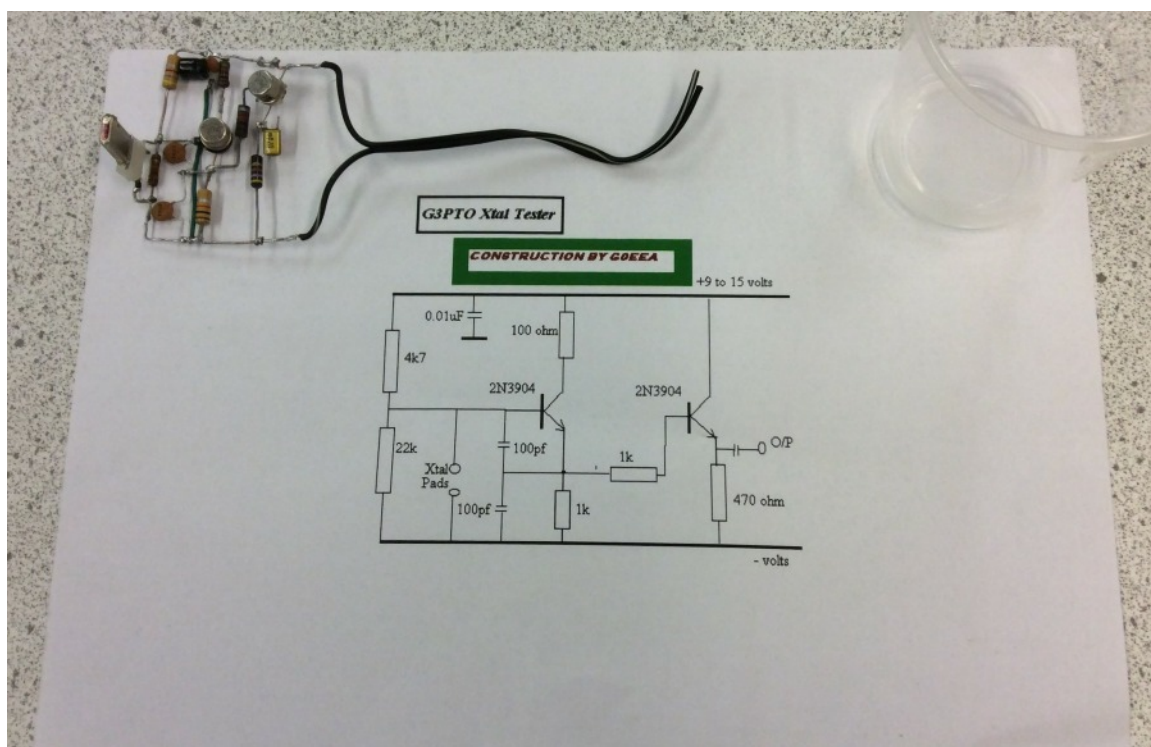 G3PTO Xtal Tester
CONSTRUCTION BY G0EEA
+9 to 15 volts
0.01uF
100 ohm
4k7
2N3904
2N3904
22k
100pf
O/P
1k
Xtal
Pads
470 ohm
100pf
1k
- volts